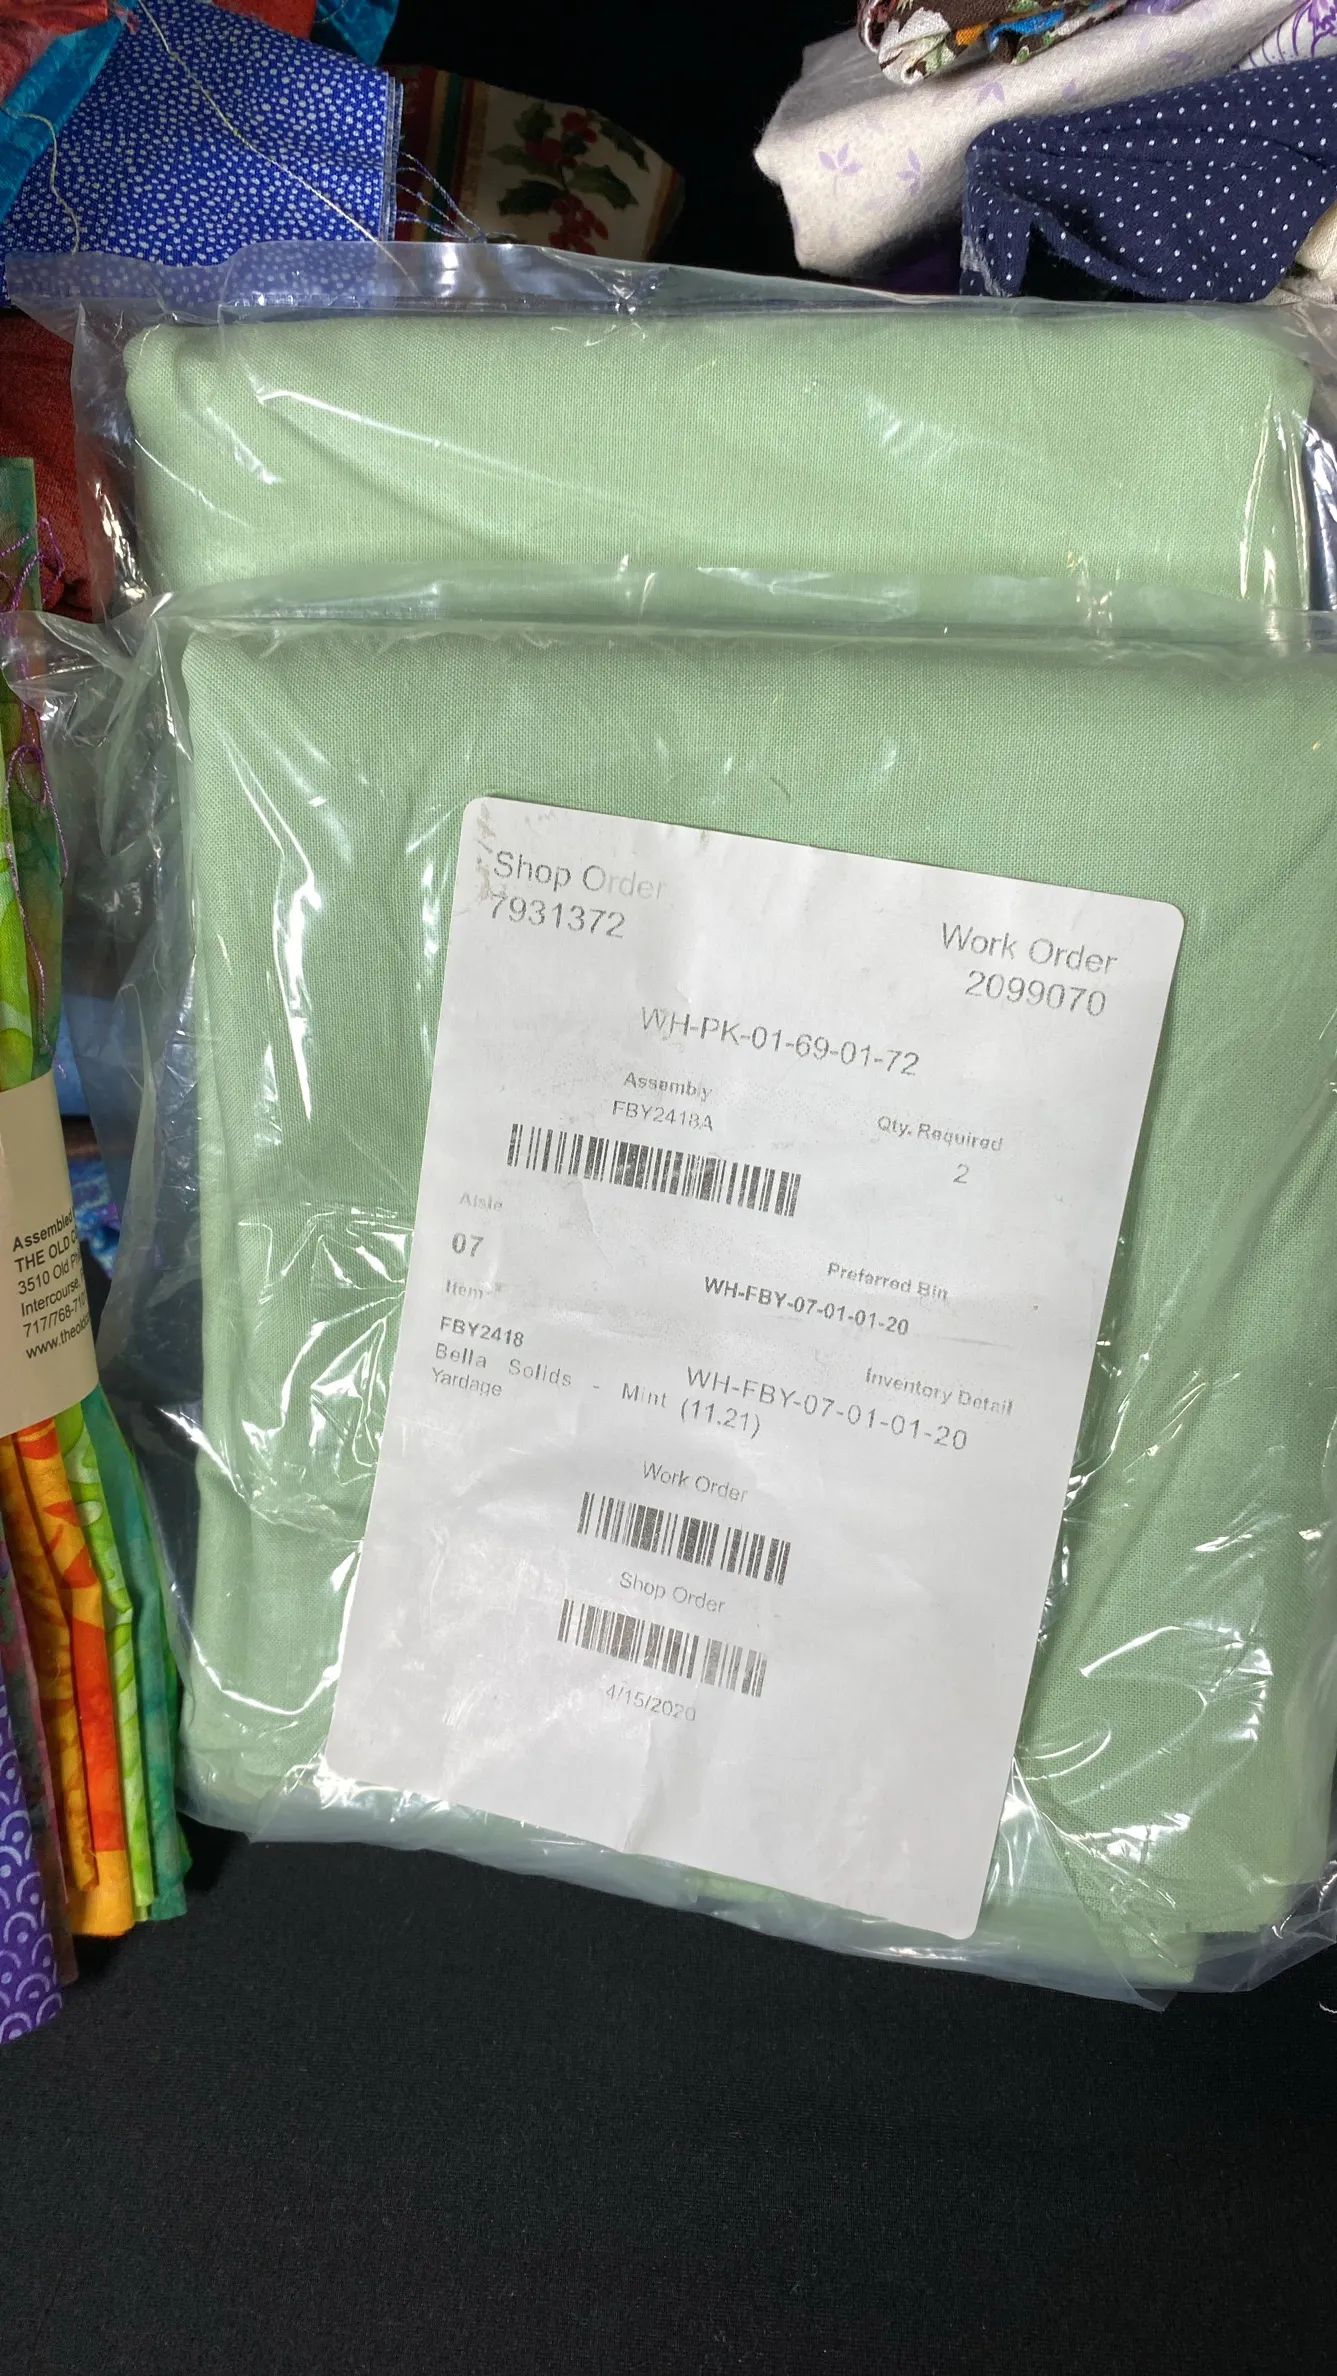 Shop Order
7931372
Work Order
2099070
WH-PK-01-69-01-72
Assembly
FBY2418A
Qty. Required
2
Aisle
07
Preferred Bin
WH-FBY-07-01-01-20
Item
FBY2418
Bella Solids - Mint (11.21)
Yardage
Inventory Detail
WH-FBY-07-01-01-20
Work Order
Shop Order
4/15/2020
Assembled
THE OLD
3510 Old
Intercourse,
717/768-
www.